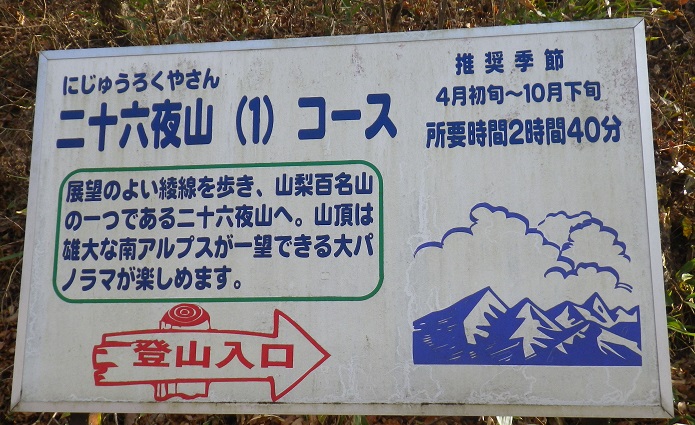 にじゅうろくやさん
二十六夜山（1）コース
推奨季節
4月初旬～10月下旬
所要時間2時間40分
展望のよい綾線を歩き、山梨百名山
の一つである二十六夜山へ。山頂は
雄大な南アルプスが一望できる大パ
ノラマが楽しめます。
登山入口